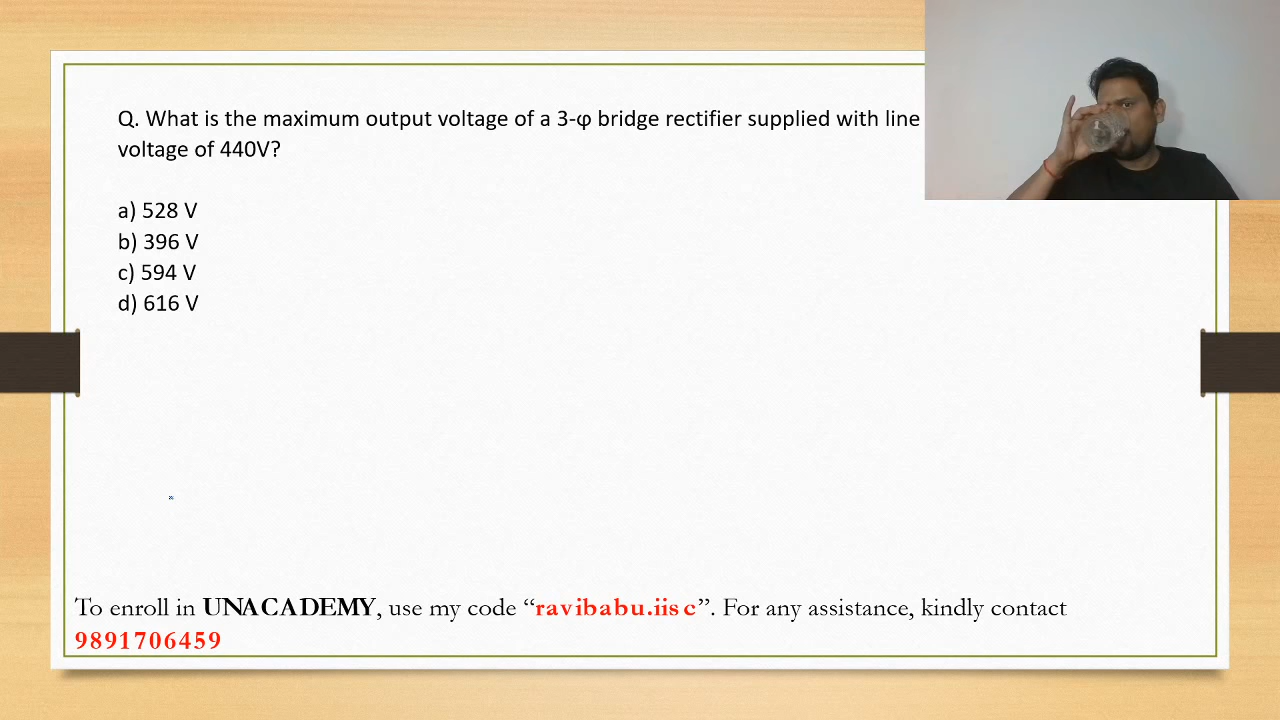 Q. What is the maximum output voltage of a 3-φ bridge rectifier supplied with line
voltage of 440V?
a) 528 V
b) 396 V
c) 594 V
d) 616 V
To enroll in UNACADEMY, use my code “ravibabu.iisc”. For any assistance, kindly contact
9891706459